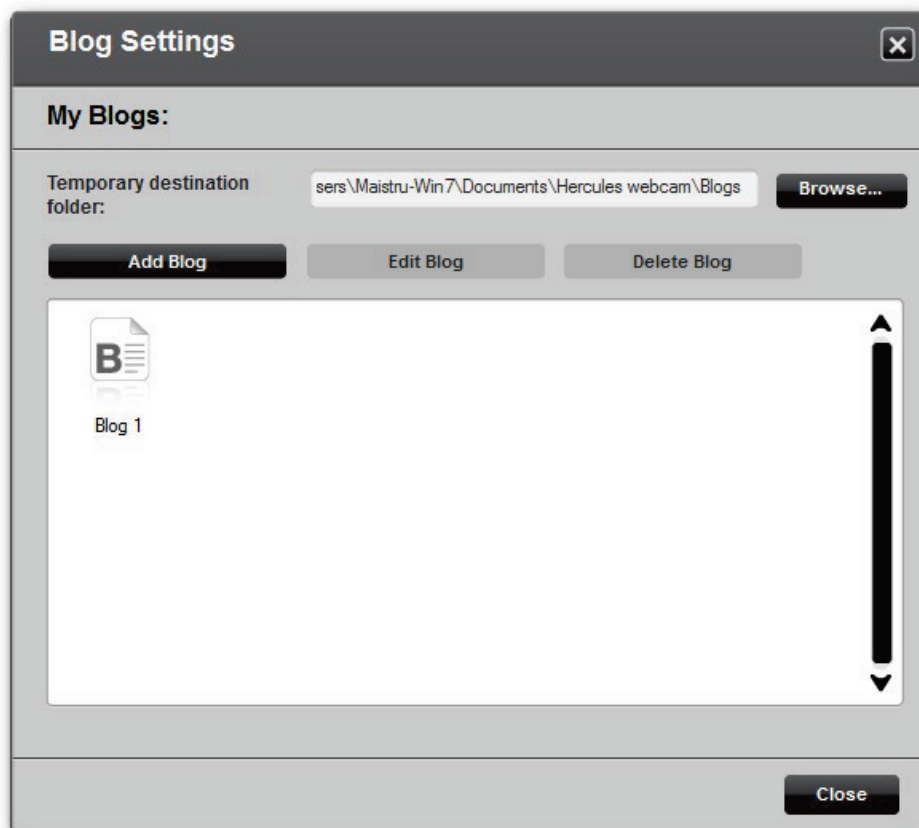 Blog Settings
My Blogs:
Temporary destination
folder:
sers\Maistru-Win7\Documents\Hercules webcam\Blogs
Browse...
Add Blog
Edit Blog
Delete Blog
B
Blog 1
Close